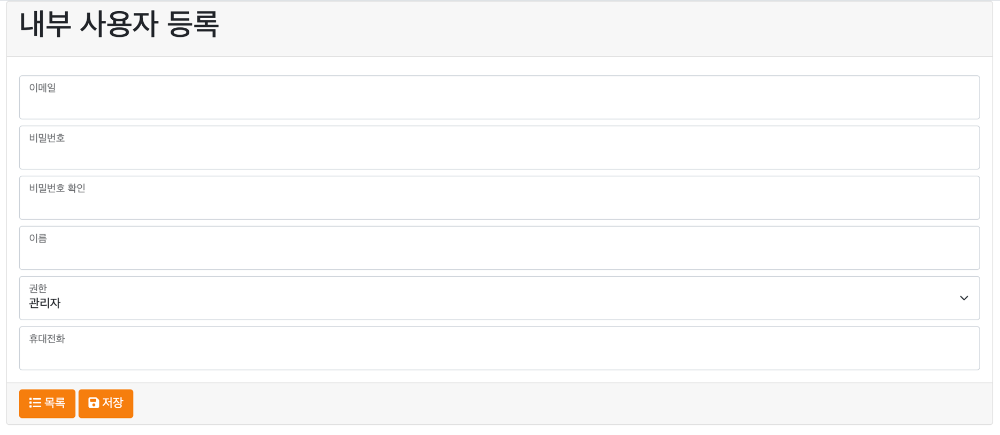 내부 사용자 등록
이메일
비밀번호
비밀번호 확인
이름
권한
관리자
휴대전화
목록 저장